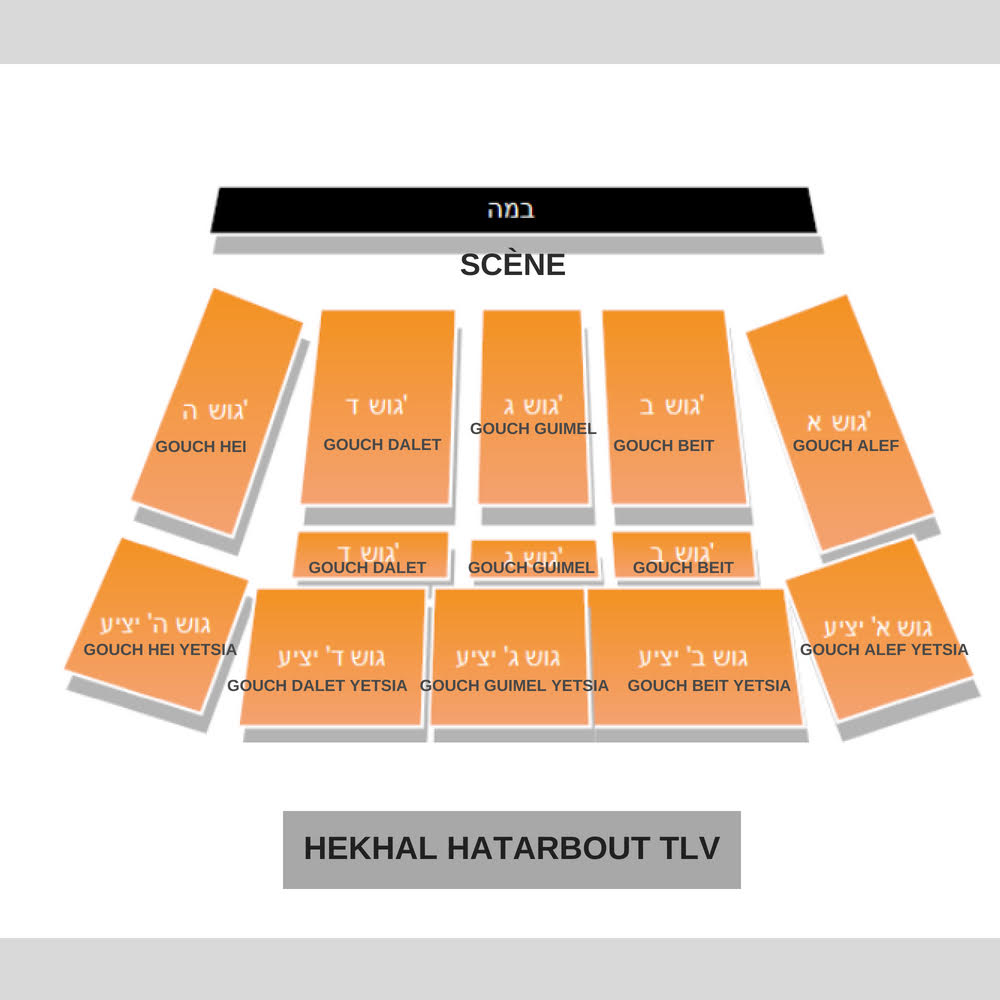 במה
SCÈNE
גוש ה'
GOUCH HEI
גוש ד'
GOUCH DALET
גוש ג'
GOUCH GUIMEL
גוש ב'
GOUCH BEIT
גוש א'
GOUCH ALEF
גוש ד'
GOUCH DALET
גוש ג'
GOUCH GUIMEL
גוש ב'
GOUCH BEIT
גוש ה' יציע
GOUCH HEI YETSIA
גוש ד' יציע
GOUCH DALET YETSIA
גוש ג' יציע
GOUCH GUIMEL YETSIA
גוש ב' יציע
GOUCH BEIT YETSIA
גוש א' יציע
GOUCH ALEF YETSIA
HEKHAL HATARBOUT TLV